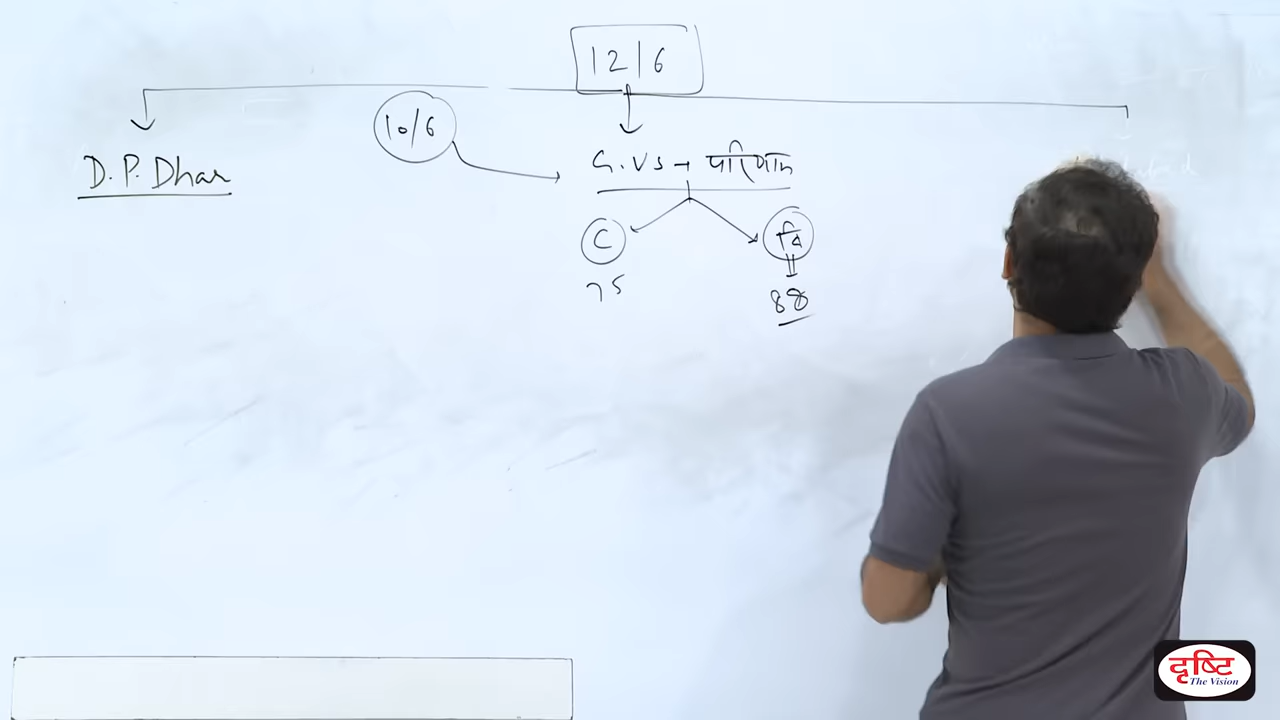 12/6
10/6
D.P. Dhar
G.VS → परिणाम
C
वि
75
88
दृष्टि
The Vision